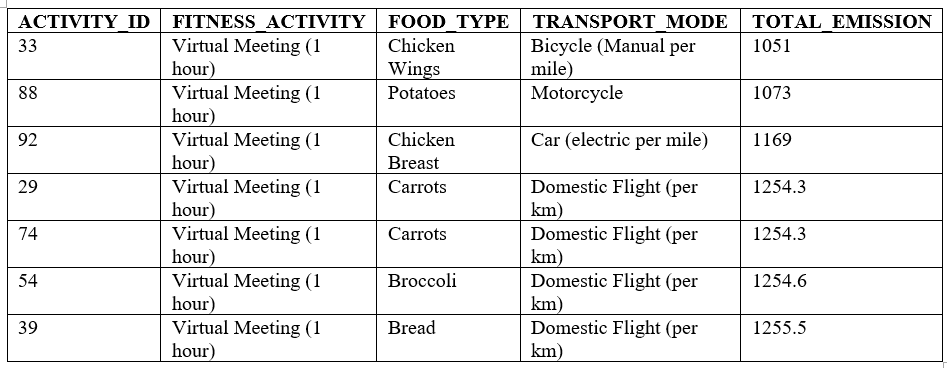 ACTIVITY_ID FITNESS_ACTIVITY FOOD_TYPE TRANSPORT_MODE TOTAL_EMISSION
33 Virtual Meeting (1 Chicken Bicycle (Manual per 1051
hour) Wings mile)
88 Virtual Meeting (1 Potatoes Motorcycle 1073
hour)
92 Virtual Meeting (1 Chicken Car (electric per mile) 1169
hour) Breast
29 Virtual Meeting (1 Carrots Domestic Flight (per 1254.3
hour) km)
74 Virtual Meeting (1 Carrots Domestic Flight (per 1254.3
hour) km)
54 Virtual Meeting (1 Broccoli Domestic Flight (per 1254.6
hour) km)
39 Virtual Meeting (1 Bread Domestic Flight (per 1255.5
hour) km)